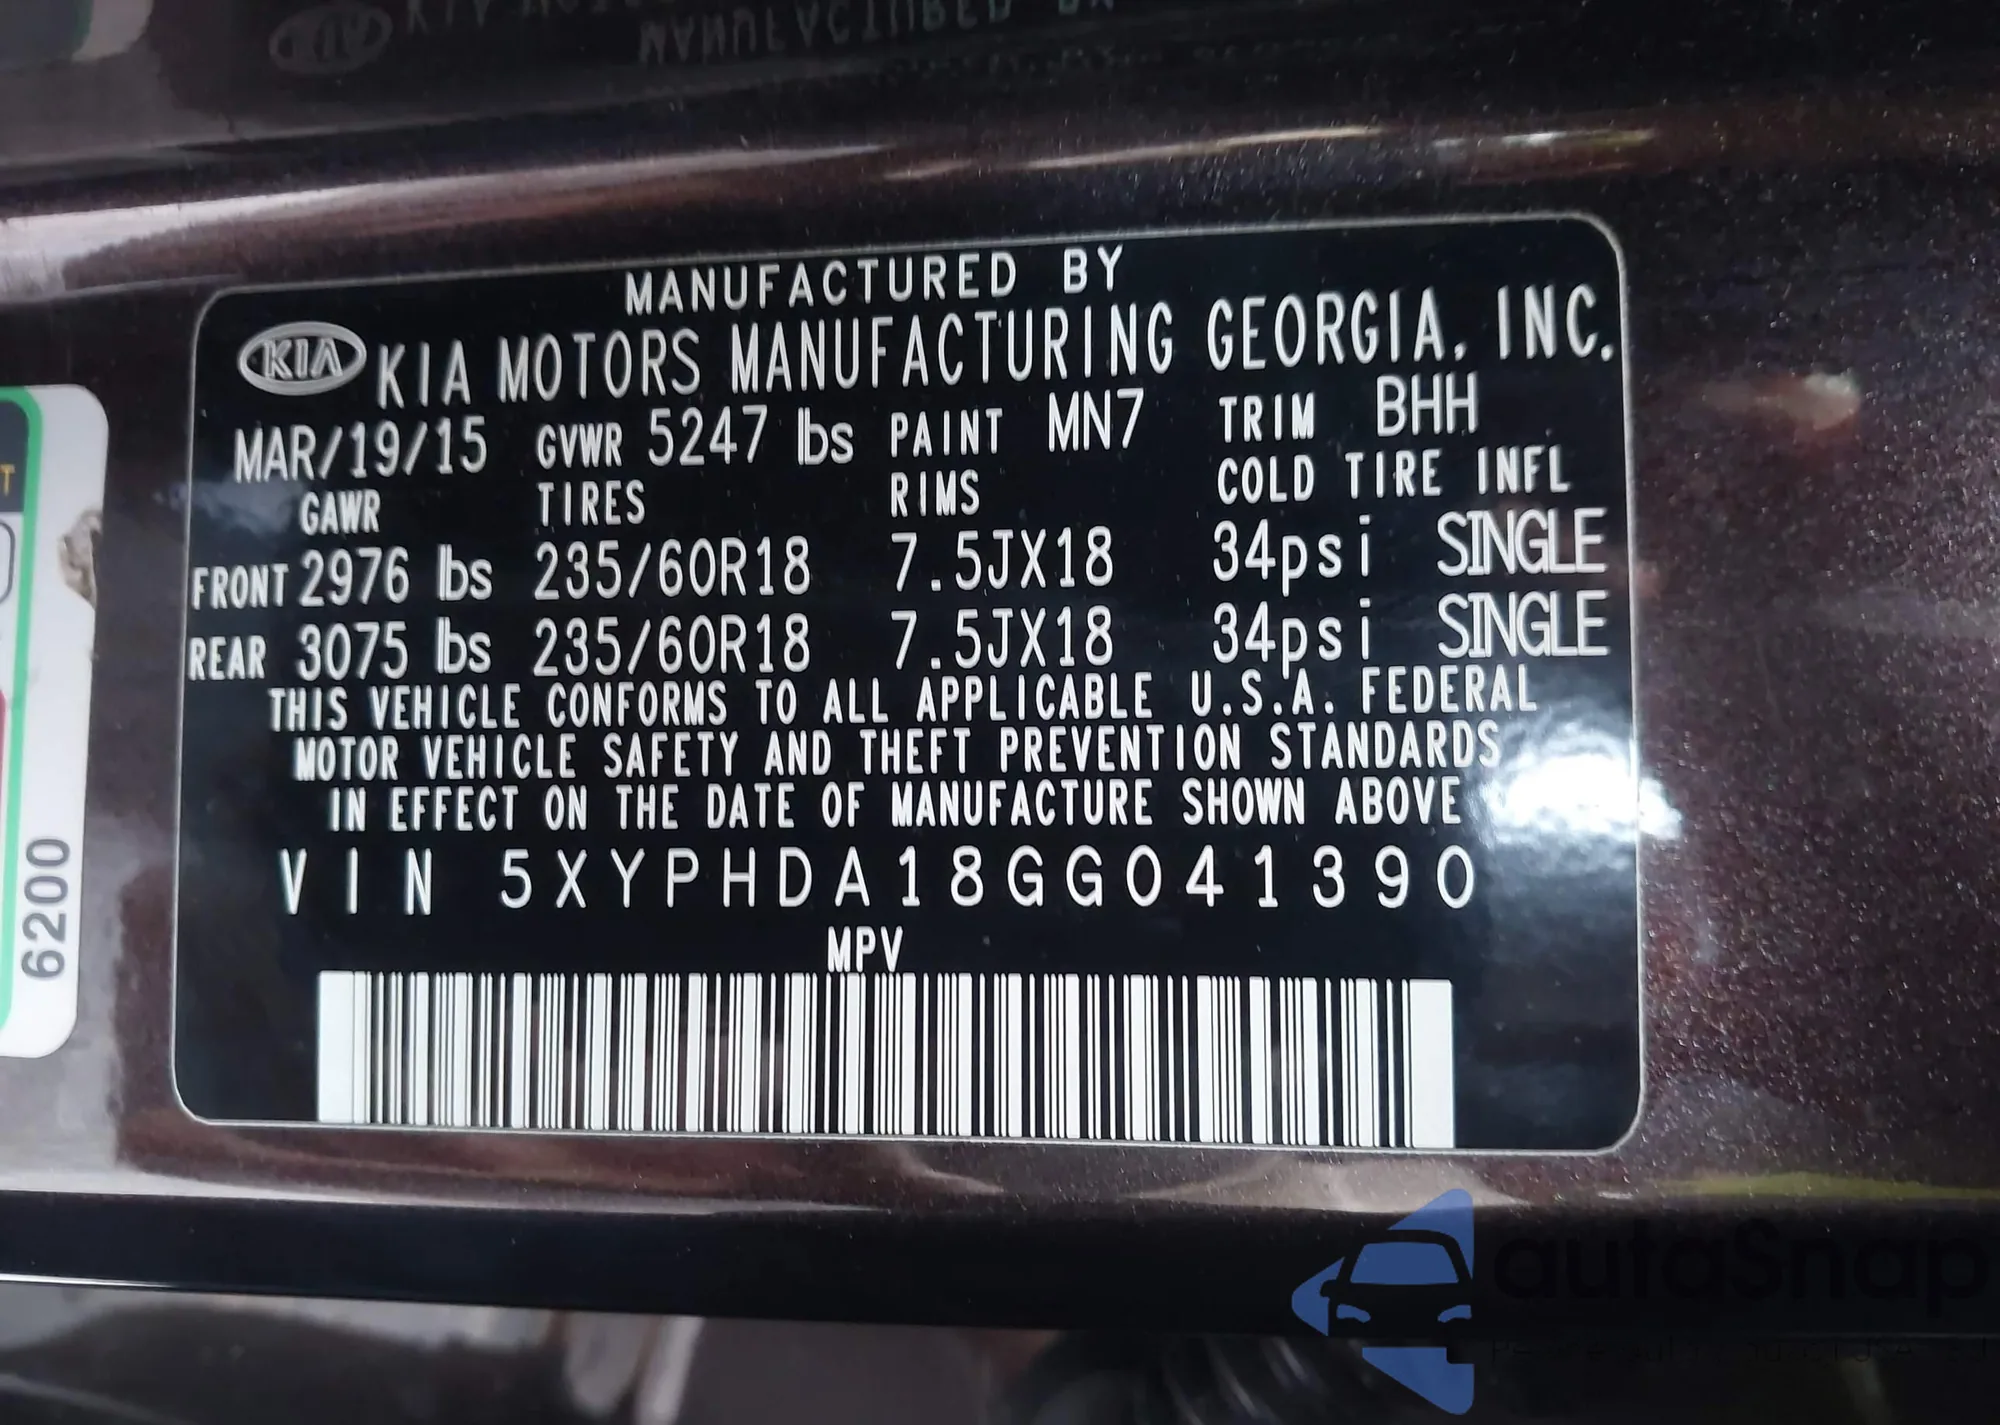 MANUFACTURED BY
KIA KIA MOTORS MANUFACTURING GEORGIA, INC.
MAR/19/15 GVWR 5247 lbs PAINT MN7 TRIM BHH
GAWR TIRES RIMS COLD TIRE INFL
FRONT 2976 lbs 235/60R18 7.5JX18 34psi SINGLE
REAR 3075 lbs 235/60R18 7.5JX18 34psi SINGLE
THIS VEHICLE CONFORMS TO ALL APPLICABLE U.S.A. FEDERAL
MOTOR VEHICLE SAFETY AND THEFT PREVENTION STANDARDS
IN EFFECT ON THE DATE OF MANUFACTURE SHOWN ABOVE
VIN 5XYPHDA18GG041390
MPV
6200
autaSnap